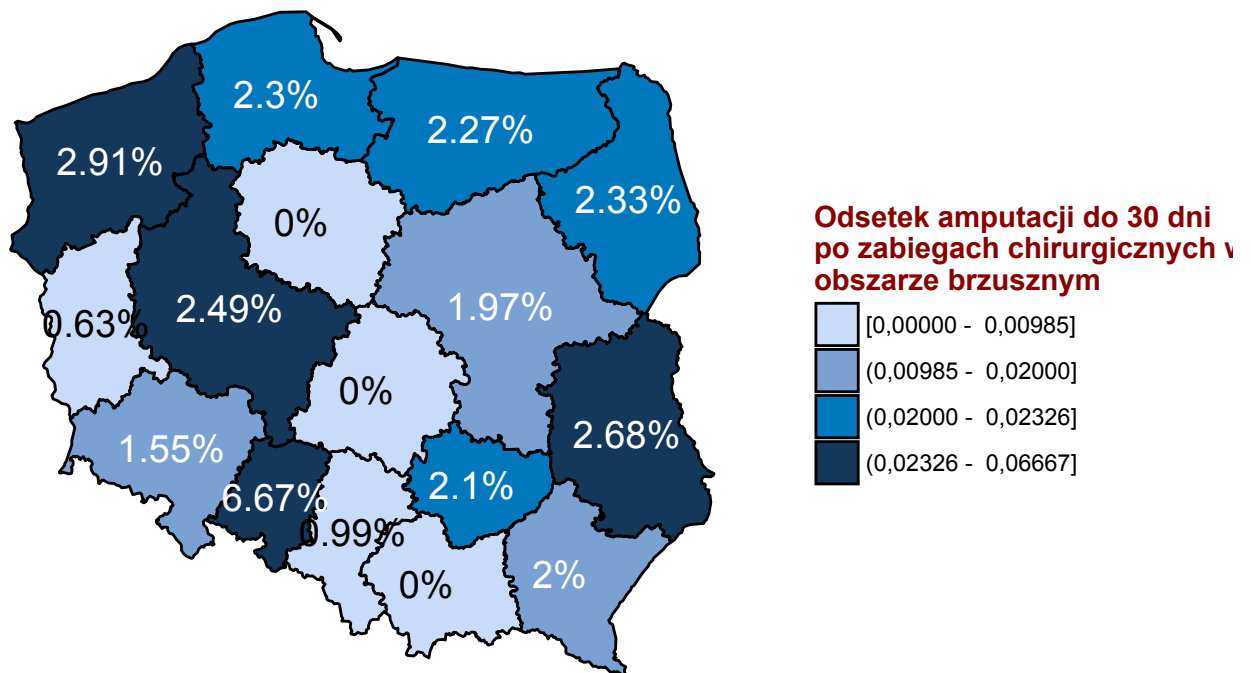 2.3%
2.27%
2.91%
2.33%
0%
2.49%
1.97%
0.63%
0%
2.68%
1.55%
6.67%
2.1%
0.99%
0%
2%
Odsetek amputacji do 30 dni
po zabiegach chirurgicznych w
obszarze brzusznym
[0,00000 - 0,00985]
(0,00985 - 0,02000]
(0,02000 - 0,02326]
(0,02326 - 0,06667]